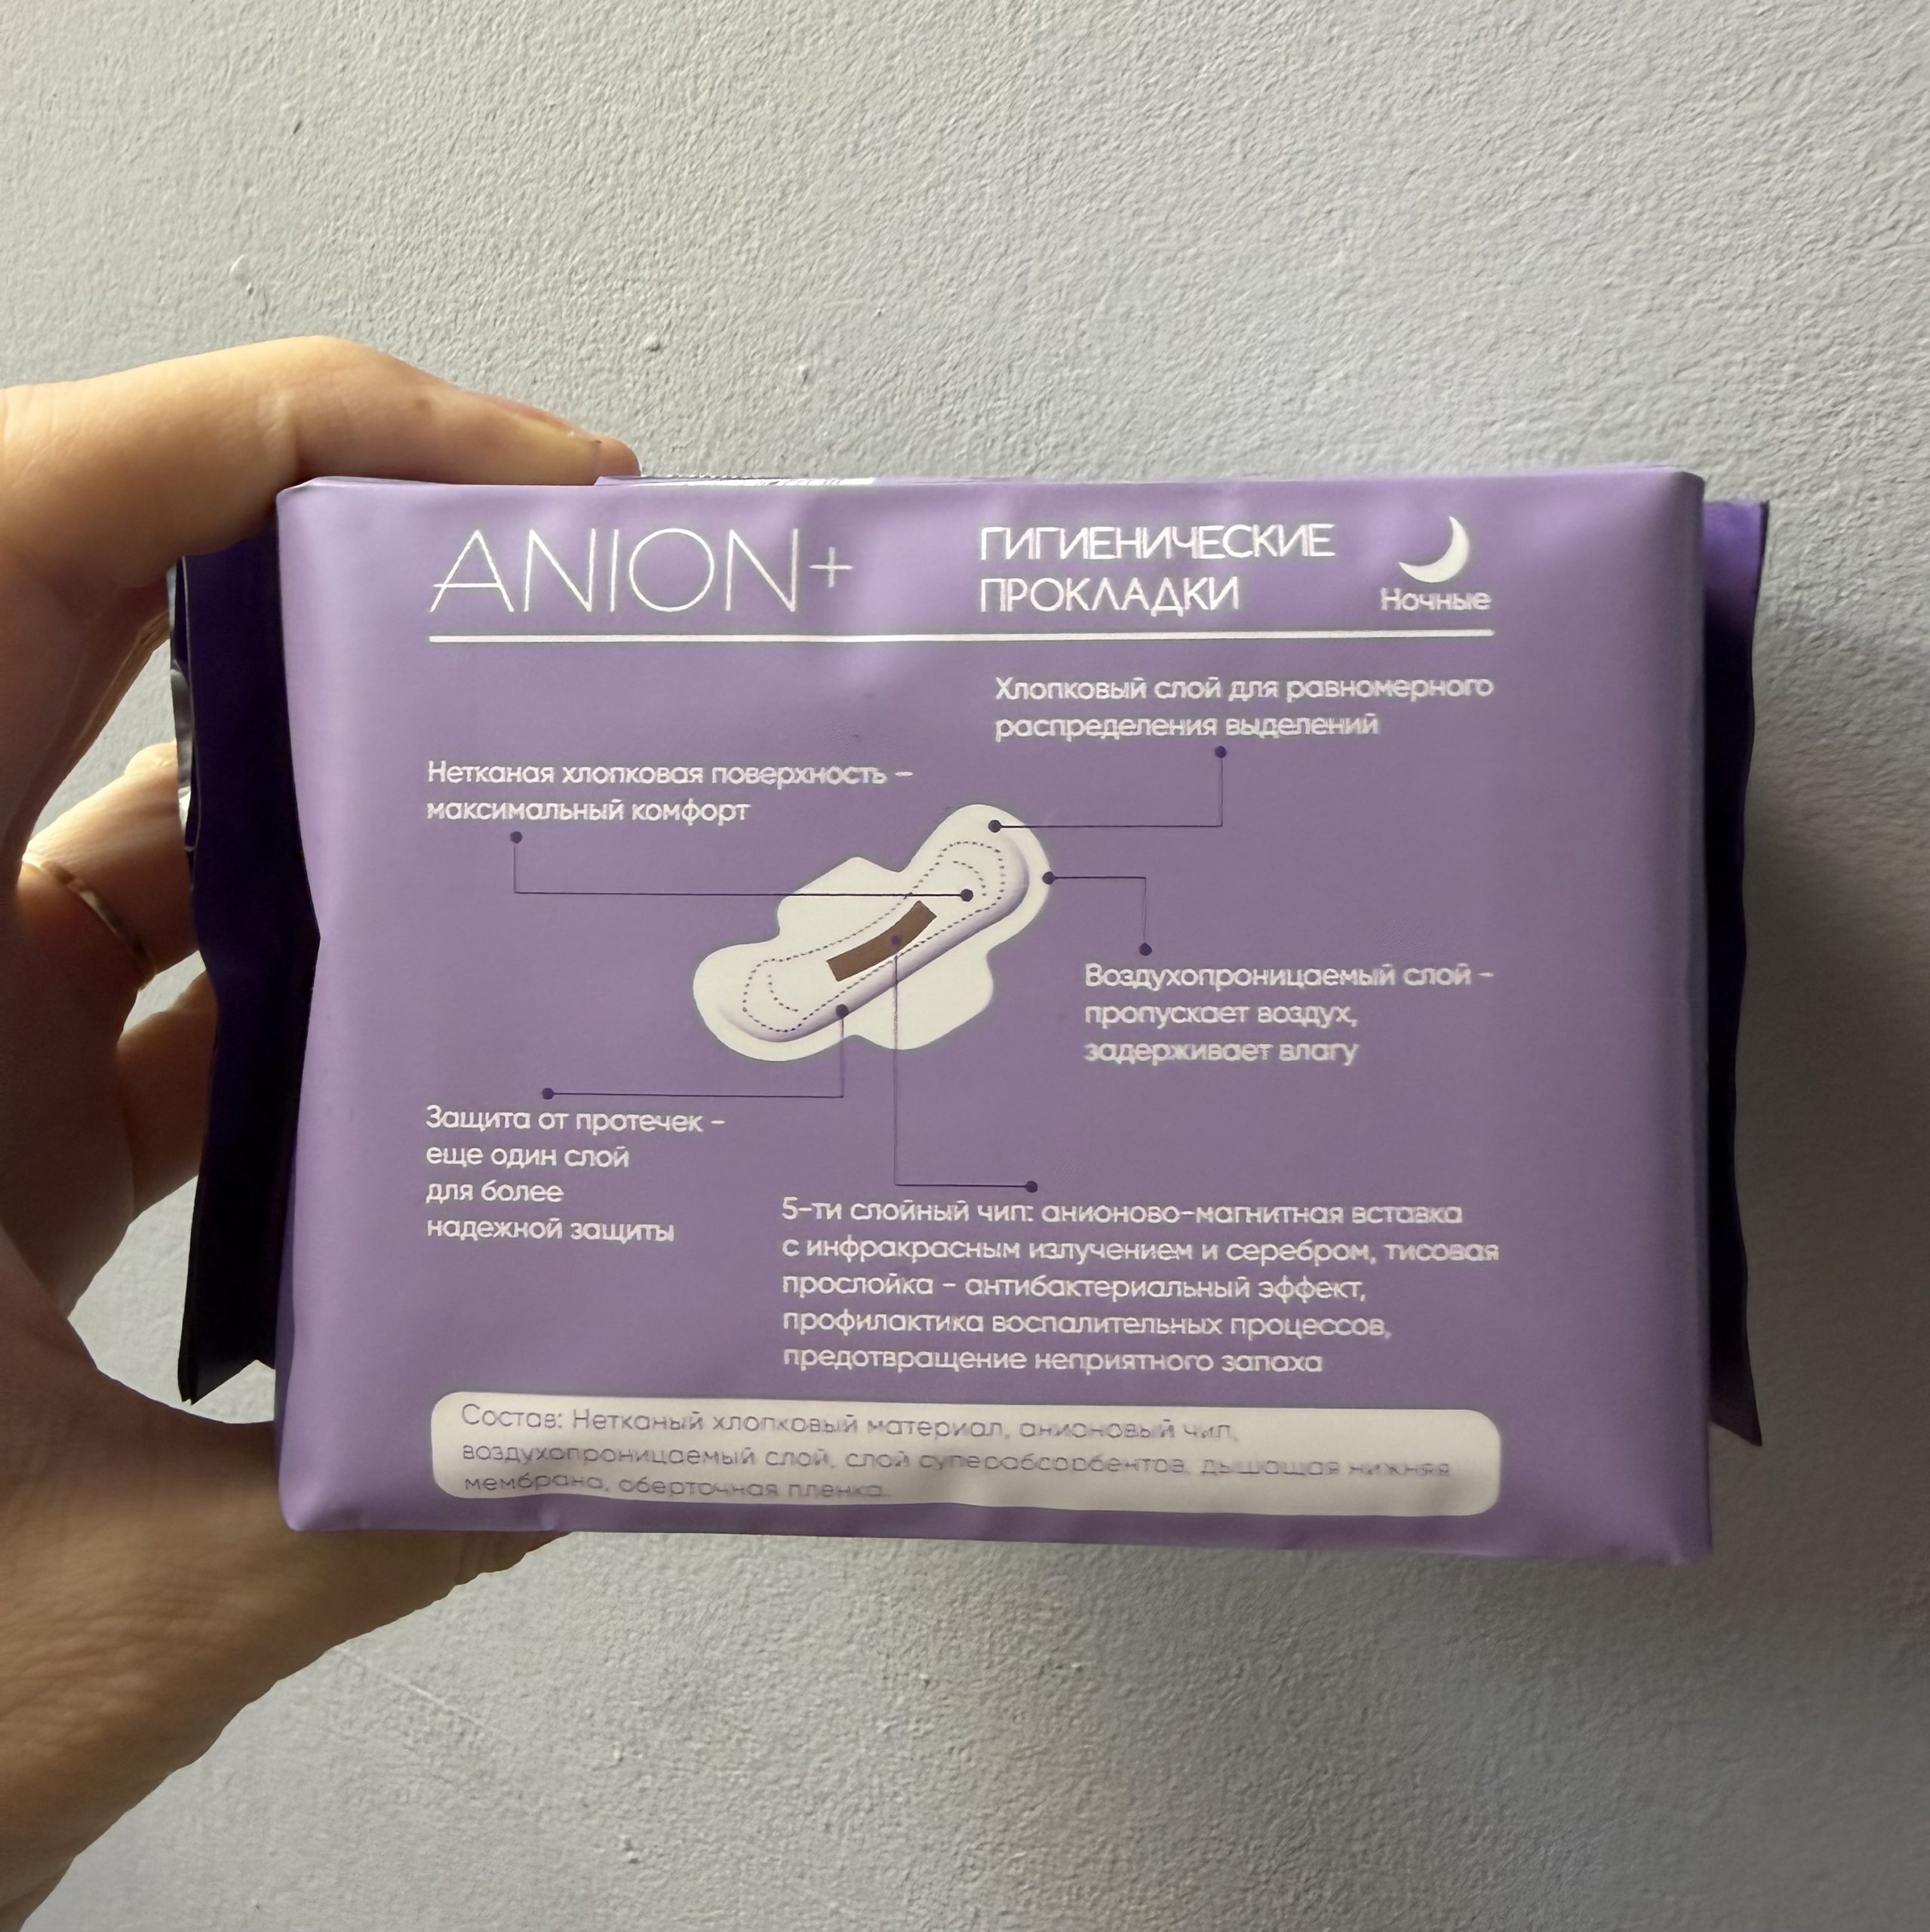 ANION+
ГИГИЕНИЧЕСКИЕ
ПРОКЛАДКИ
Ночные
Хлопковый слой для равномерного
распределения выделений
Нетканая хлопковая поверхность –
максимальный комфорт
Воздухопроницаемый слой –
пропускает воздух,
задерживает влагу
Защита от протечек –
еще один слой
для более
надежной защиты
5-ти слойный чип: анионово-магнитная вставка
с инфракрасным излучением и серебром, тисовая
прослойка – антибактериальный эффект,
профилактика воспалительных процессов,
предотвращение неприятного запаха
Состав: Нетканый хлопковый материал, анионовый чип,
воздухопроницаемый слой, слой суперабсорбентов, дышащая нижняя
мембрана, оберточная пленка.